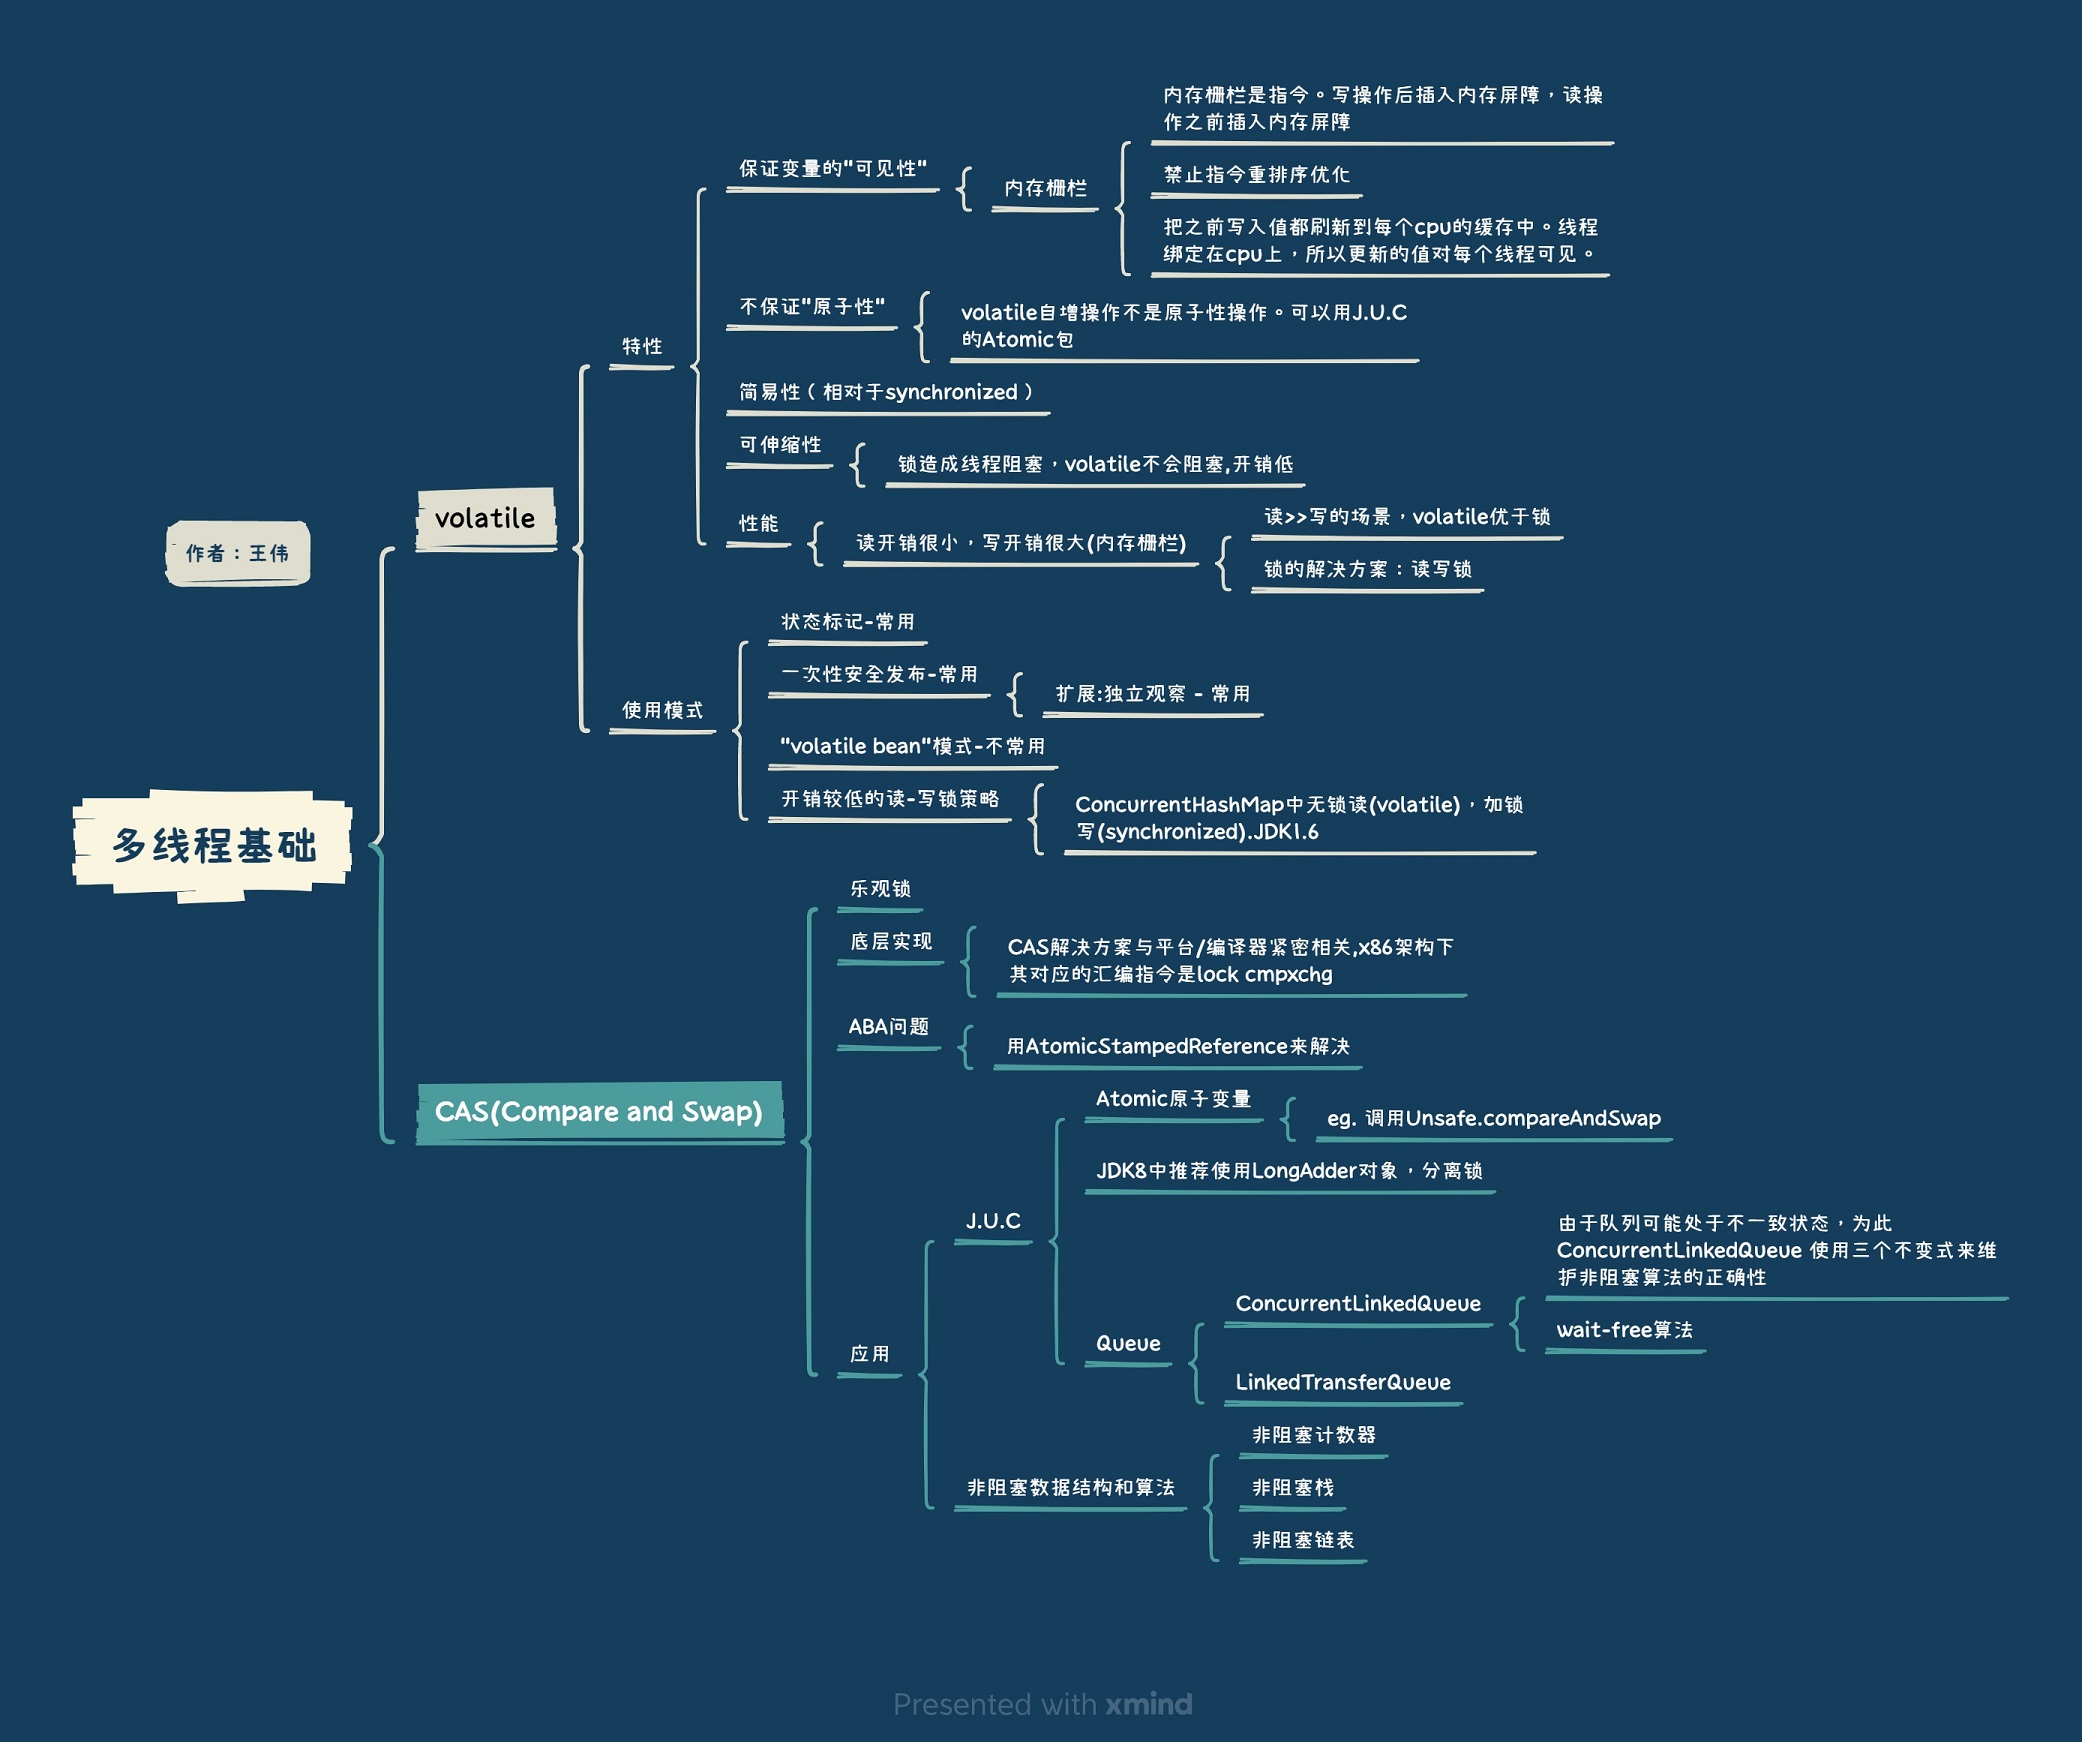 作者：王伟
多线程基础
volatile
特性
保证变量的"可见性"
内存栅栏
内存栅栏是指令。写操作后插入内存屏障，读操
作之前插入内存屏障
禁止指令重排序优化
把之前写入值都刷新到每个cpu的缓存中。线程
绑定在cpu上，所以更新的值对每个线程可见。
不保证"原子性"
volatile自增操作不是原子性操作。可以用J.U.C
的Atomic包
简易性（相对于synchronized）
可伸缩性
锁造成线程阻塞，volatile不会阻塞,开销低
性能
读开销很小，写开销很大(内存栅栏)
读>>写的场景，volatile优于锁
锁的解决方案：读写锁
使用模式
状态标记-常用
一次性安全发布-常用
扩展:独立观察 - 常用
"volatile bean"模式-不常用
开销较低的读-写锁策略
ConcurrentHashMap中无锁读(volatile)，加锁
写(synchronized).JDK1.6
CAS(Compare and Swap)
乐观锁
底层实现
CAS解决方案与平台/编译器紧密相关,x86架构下
其对应的汇编指令是lock cmpxchg
ABA问题
用AtomicStampedReference来解决
应用
J.U.C
Atomic原子变量
eg. 调用Unsafe.compareAndSwap
JDK8中推荐使用LongAdder对象，分离锁
Queue
ConcurrentLinkedQueue
由于队列可能处于不一致状态，为此
ConcurrentLinkedQueue 使用三个不变式来维
护非阻塞算法的正确性
wait-free算法
LinkedTransferQueue
非阻塞数据结构和算法
非阻塞计数器
非阻塞栈
非阻塞链表
Presented with xmind